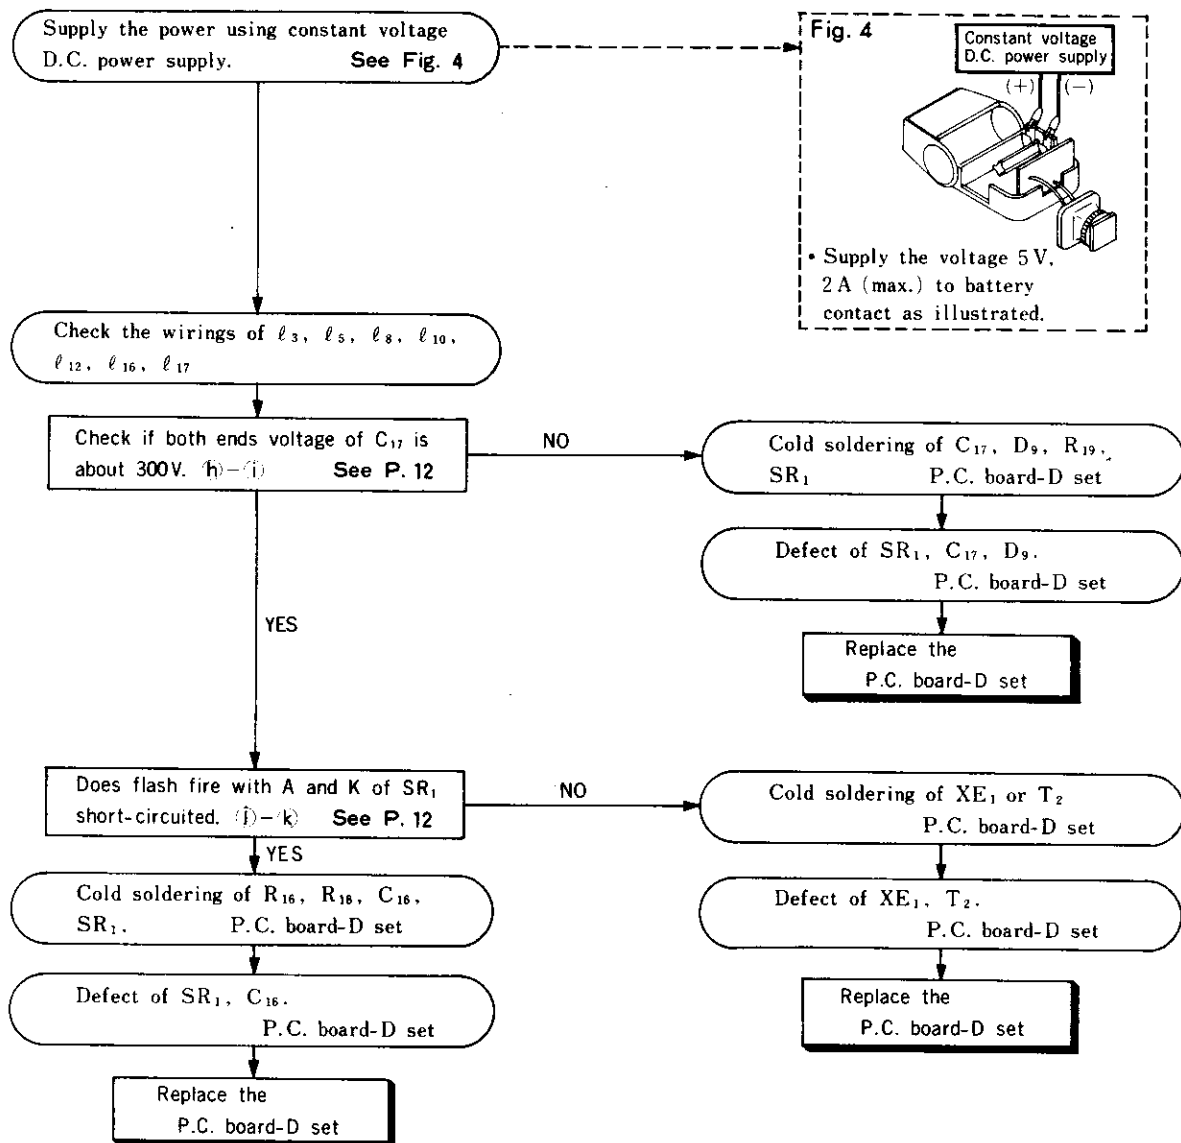 Supply the power using constant voltage
D.C. power supply. See Fig. 4
Fig. 4
Constant voltage
D.C. power supply
(+) (−)
• Supply the voltage 5V,
2A (max.) to battery
contact as illustrated.
Check the wirings of ℓ₃, ℓ₅, ℓ₈, ℓ₁₀,
ℓ₁₂, ℓ₁₆, ℓ₁₇
Check if both ends voltage of C₁₇ is
about 300V. ⓗ–ⓘ See P. 12
NO
Cold soldering of C₁₇, D₉, R₁₉,
SR₁ P.C. board-D set
Defect of SR₁, C₁₇, D₉.
P.C. board-D set
Replace the
P.C. board-D set
YES
Does flash fire with A and K of SR₁
short-circuited. ⓙ–ⓚ See P. 12
NO
Cold soldering of XE₁ or T₂
P.C. board-D set
Defect of XE₁, T₂.
P.C. board-D set
Replace the
P.C. board-D set
YES
Cold soldering of R₁₆, R₁₈, C₁₆,
SR₁. P.C. board-D set
Defect of SR₁, C₁₆.
P.C. board-D set
Replace the
P.C. board-D set